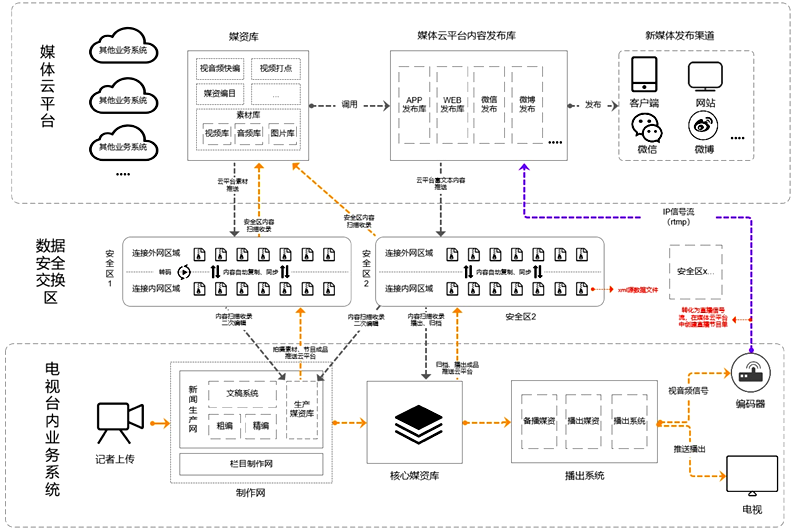 媒体云平台
其他业务系统
其他业务系统
其他业务系统
....
媒资库
视音频快编
视频打点
媒资编目
...
素材库
视频库
音频库
图片库
调用
媒体云平台内容发布库
APP
发布库
WEB
发布库
微信
发布
微博
发布
....
发布
新媒体发布渠道
客户端
网站
微信
微博
....
云平台素材
推送
安全区内容
扫描收录
安全区内容
扫描收录
云平台富文本内容
推送
IP信号流
(rtmp)
数据安全交换区
安全区1
连接外网区域
转码
内容自动复制、同步
连接内网区域
安全区2
连接外网区域
内容自动复制、同步
连接内网区域
安全区2
xml源数据文件
安全区X...
转化为直播信号
流，在媒体云平台
中创建直播节目单
内容扫描收录
二次编辑
拍摄素材、节目成品
推送云平台
内容扫描收录
二次编辑
内容扫描收录
播出、归档
归档、播出成品
推送云平台
电视台内业务系统
记者上传
新闻生产网
文稿系统
粗编
精编
生产
媒资库
栏目制作网
制作网
核心媒资库
备播媒资
播出媒资
播出系统
播出系统
视音频信号
推送播出
编码器
电视